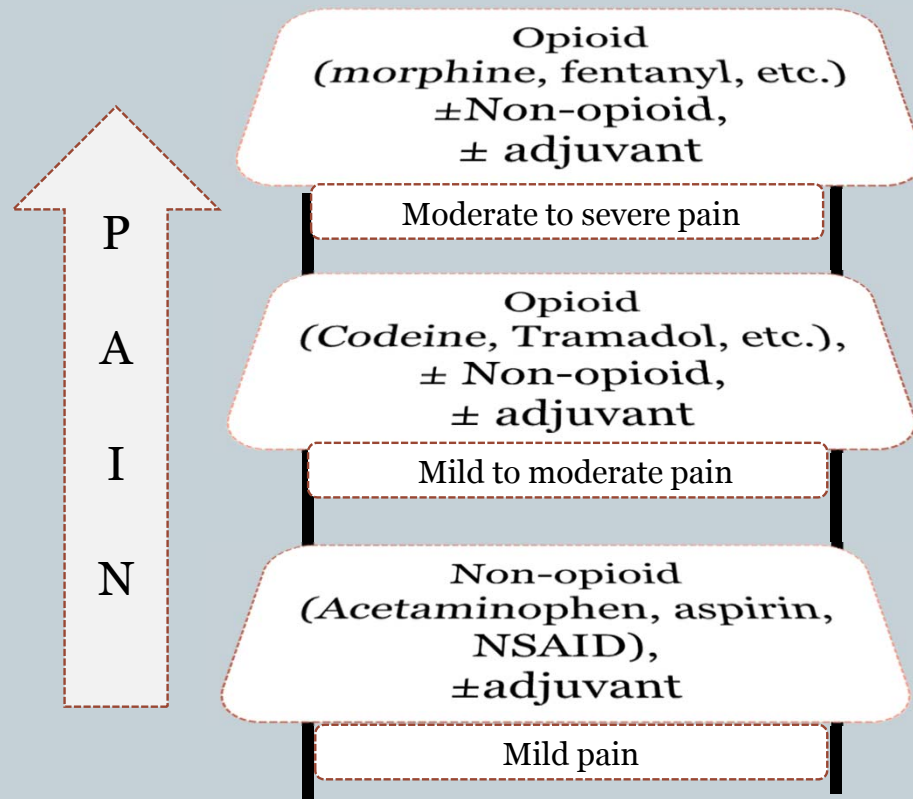 P
A
I
N
Opioid
(morphine, fentanyl, etc.)
±Non-opioid,
± adjuvant
Moderate to severe pain
Opioid
(Codeine, Tramadol, etc.),
± Non-opioid,
± adjuvant
Mild to moderate pain
Non-opioid
(Acetaminophen, aspirin,
NSAID),
±adjuvant
Mild pain